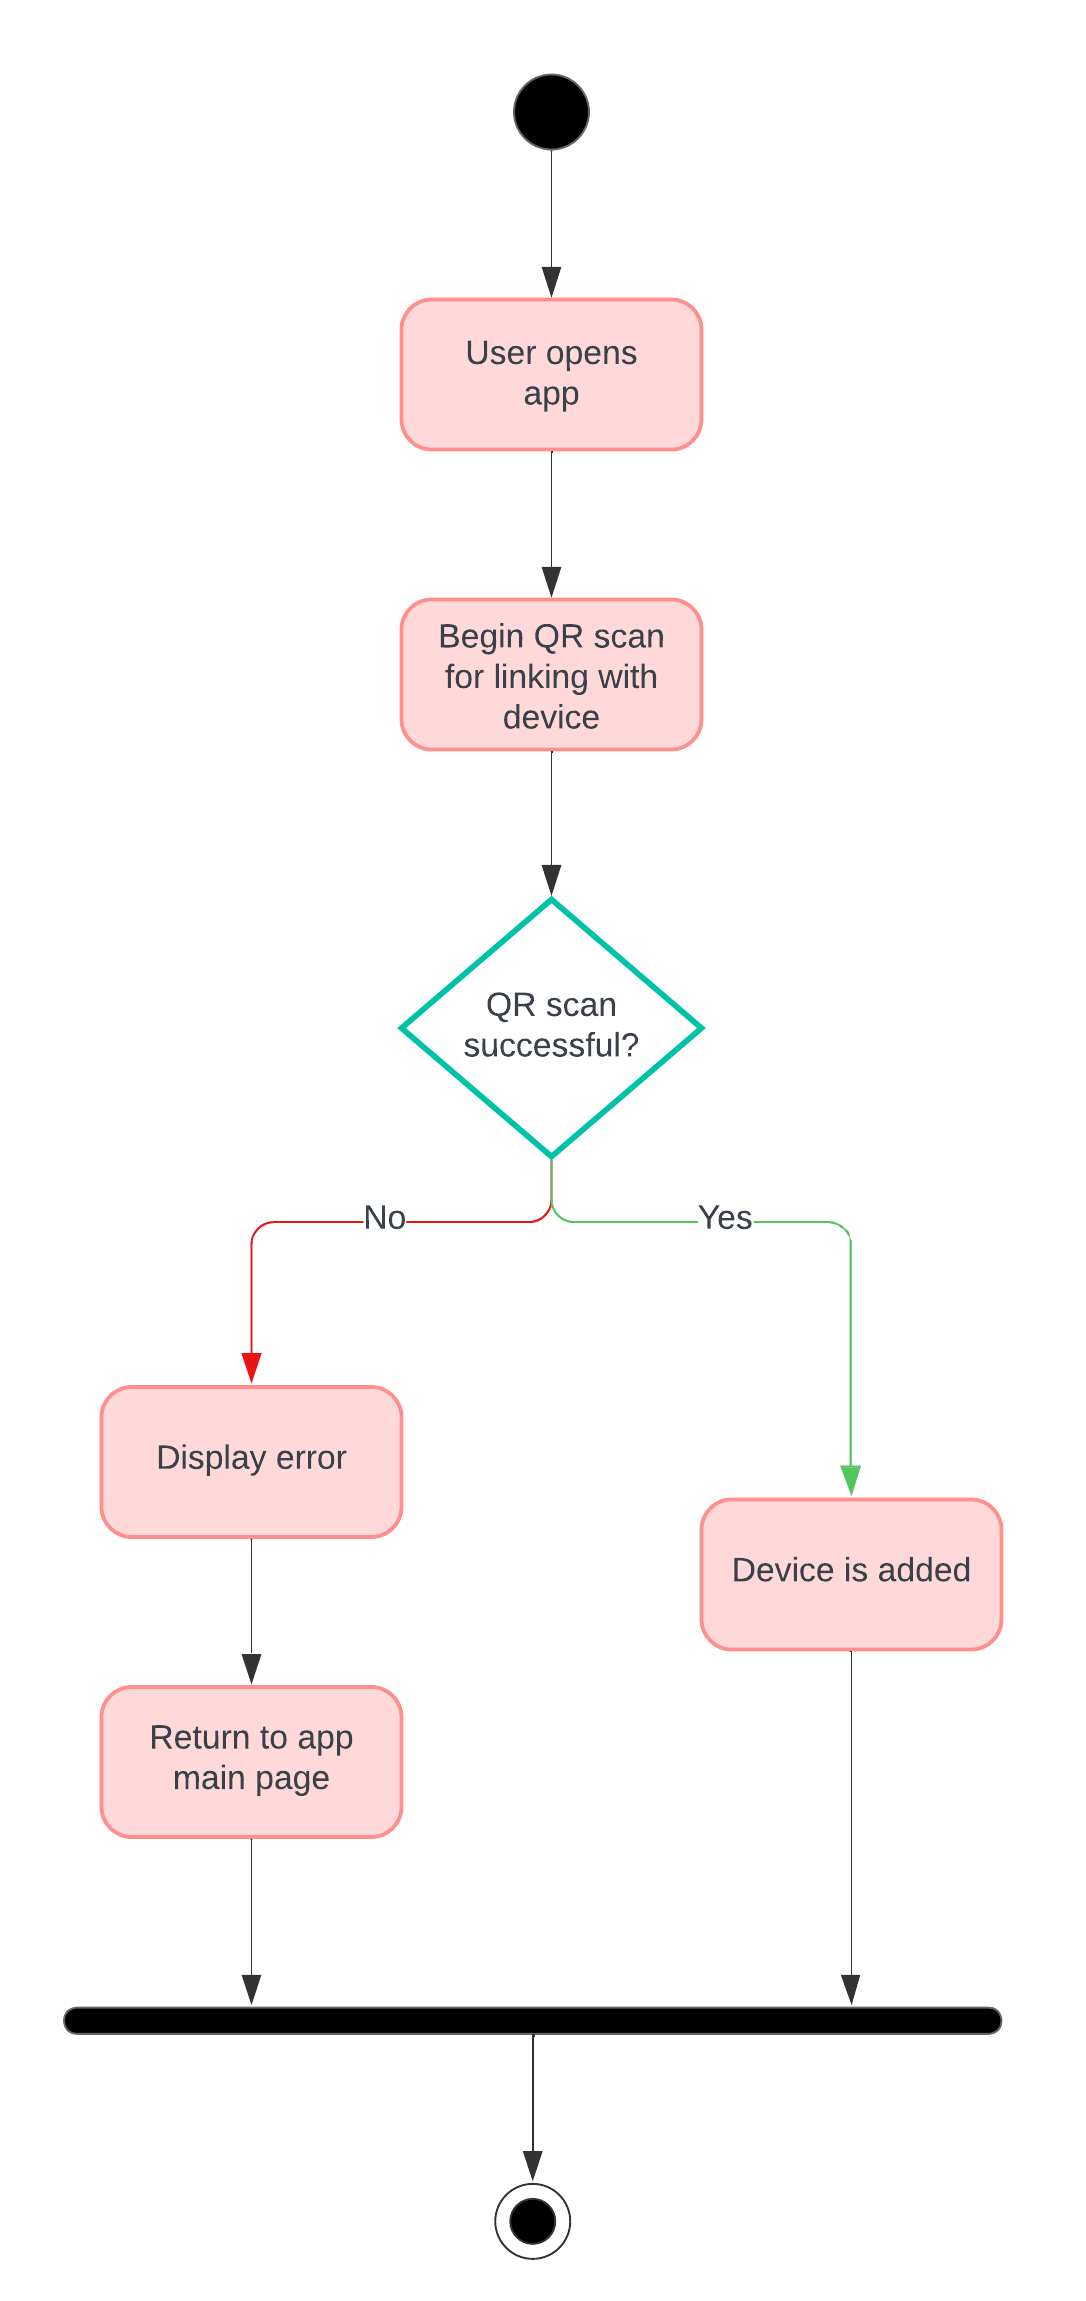 User opens
app
Begin QR scan
for linking with
device
QR scan
successful?
No
Yes
Display error
Device is added
Return to app
main page